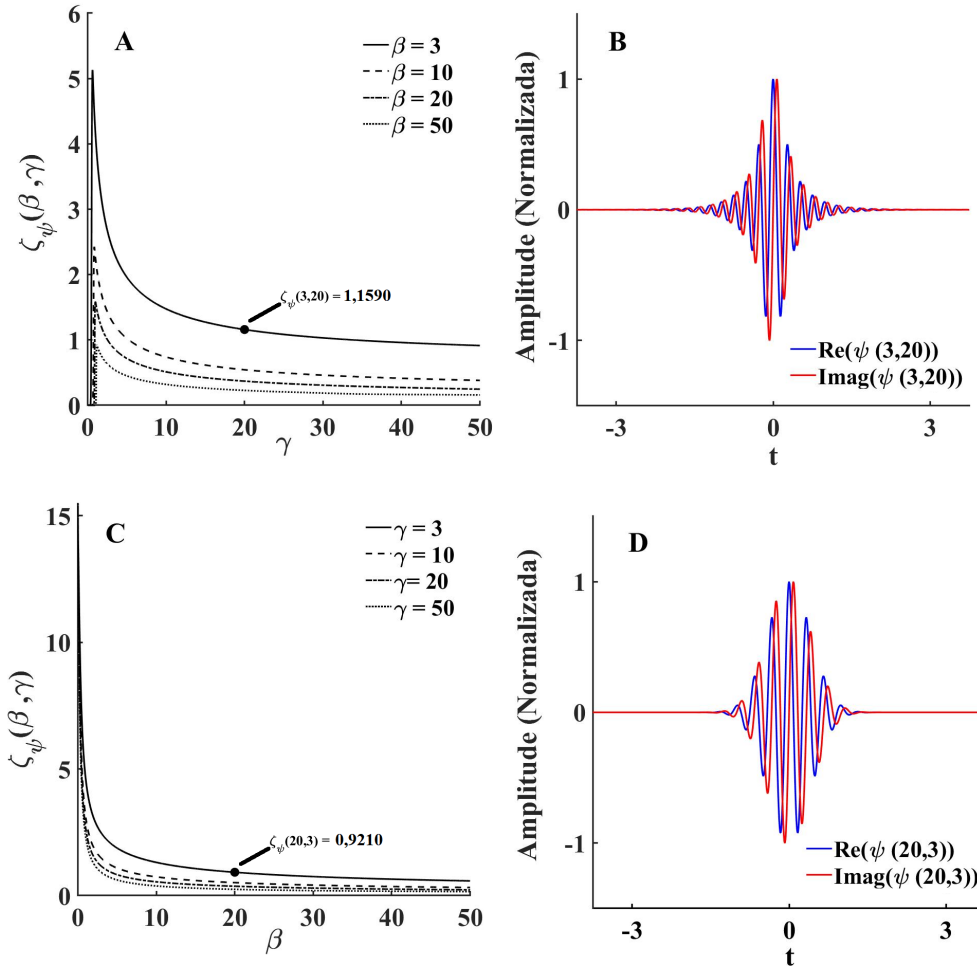 A
6
5
4
3
2
1
0
ζψ(β,γ)
β = 3
β = 10
β = 20
β = 50
ζψ(3,20) = 1,1590
0 10 20 30 40 50
γ
B
Amplitude (Normalizada)
1
0
-1
Re(ψ (3,20))
Imag(ψ (3,20))
-3 0 3
t
C
15
10
5
0
ζψ(β,γ)
γ = 3
γ = 10
γ= 20
γ = 50
ζψ(20,3) = 0,9210
0 10 20 30 40 50
β
D
Amplitude (Normalizada)
1
0
-1
Re(ψ (20,3))
Imag(ψ (20,3))
-3 0 3
t